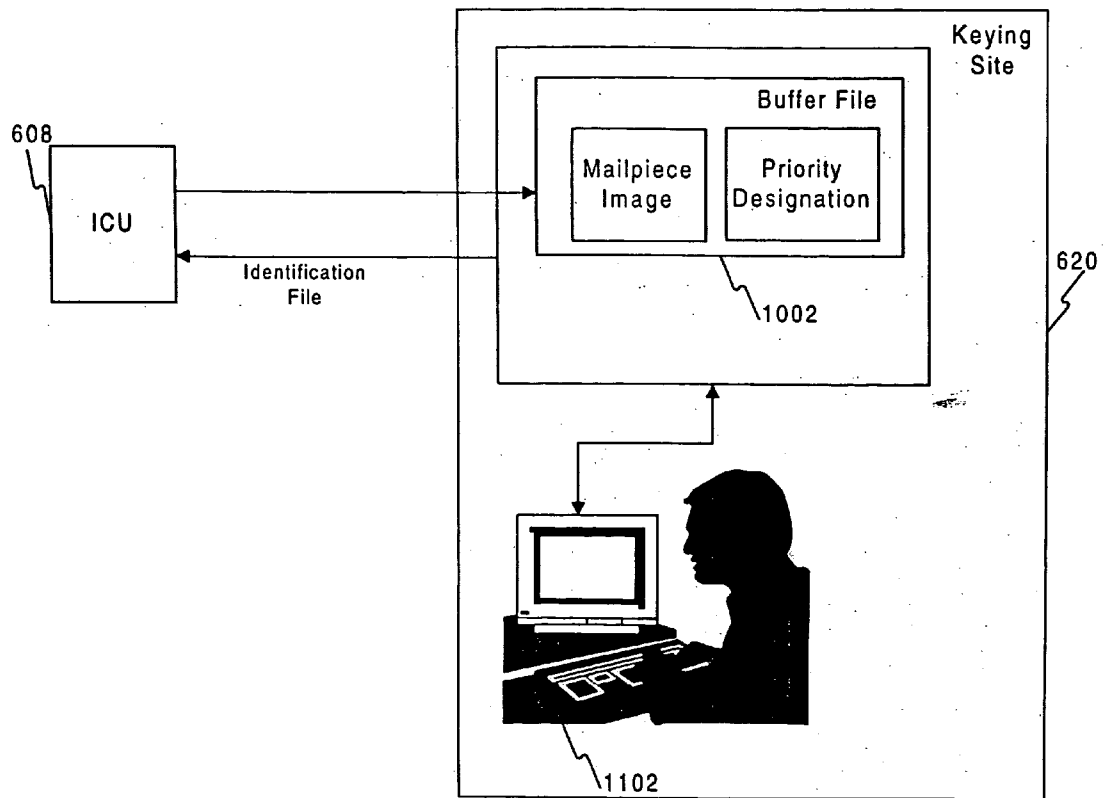 Keying
Site
Buffer File
608
Mailpiece
Image
Priority
Designation
ICU
Identification
File
620
1002
1102